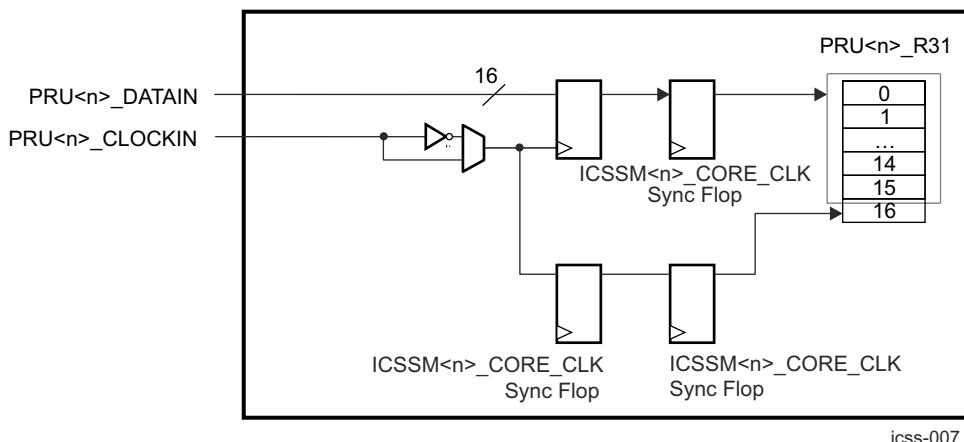 PRU<n>_R31
16
PRU<n>_DATAIN
0
1
PRU<n>_CLOCKIN
...
14
15
16
ICSSM<n>_CORE_CLK
Sync Flop
ICSSM<n>_CORE_CLK
Sync Flop
ICSSM<n>_CORE_CLK
Sync Flop
icss-007